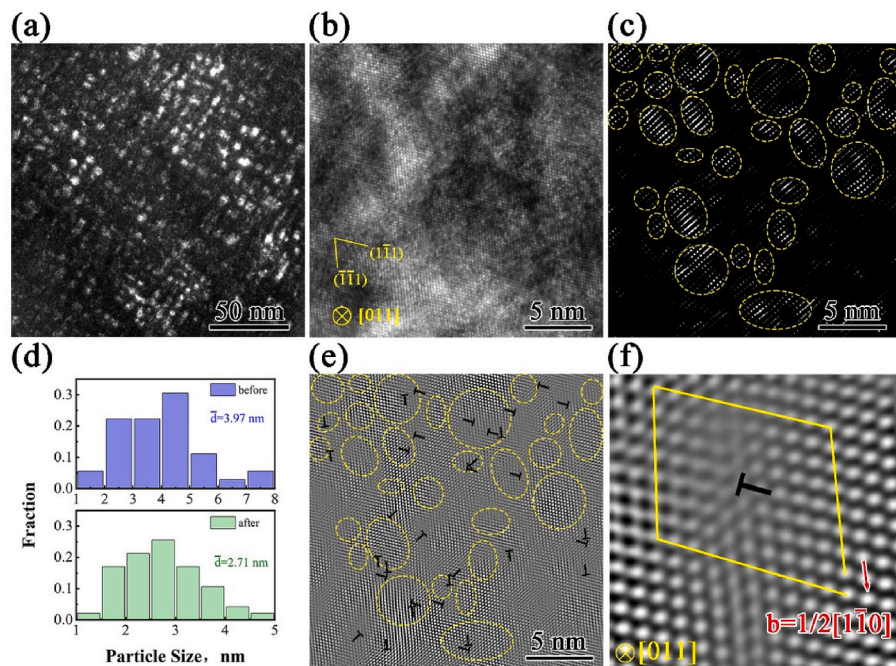 (a)
(b)
(c)
50 nm
(11̅1)
(1̅1̅1)
⊗ [011]
5 nm
5 nm
(d)
(e)
(f)
Fraction
0.3
0.2
0.1
0.0
before
d̅=3.97 nm
1 2 3 4 5 6 7 8
0.3
0.2
0.1
0.0
after
d̅=2.71 nm
1 2 3 4 5
Particle Size, nm
5 nm
b=1/2[11̅0]
⊗[011]